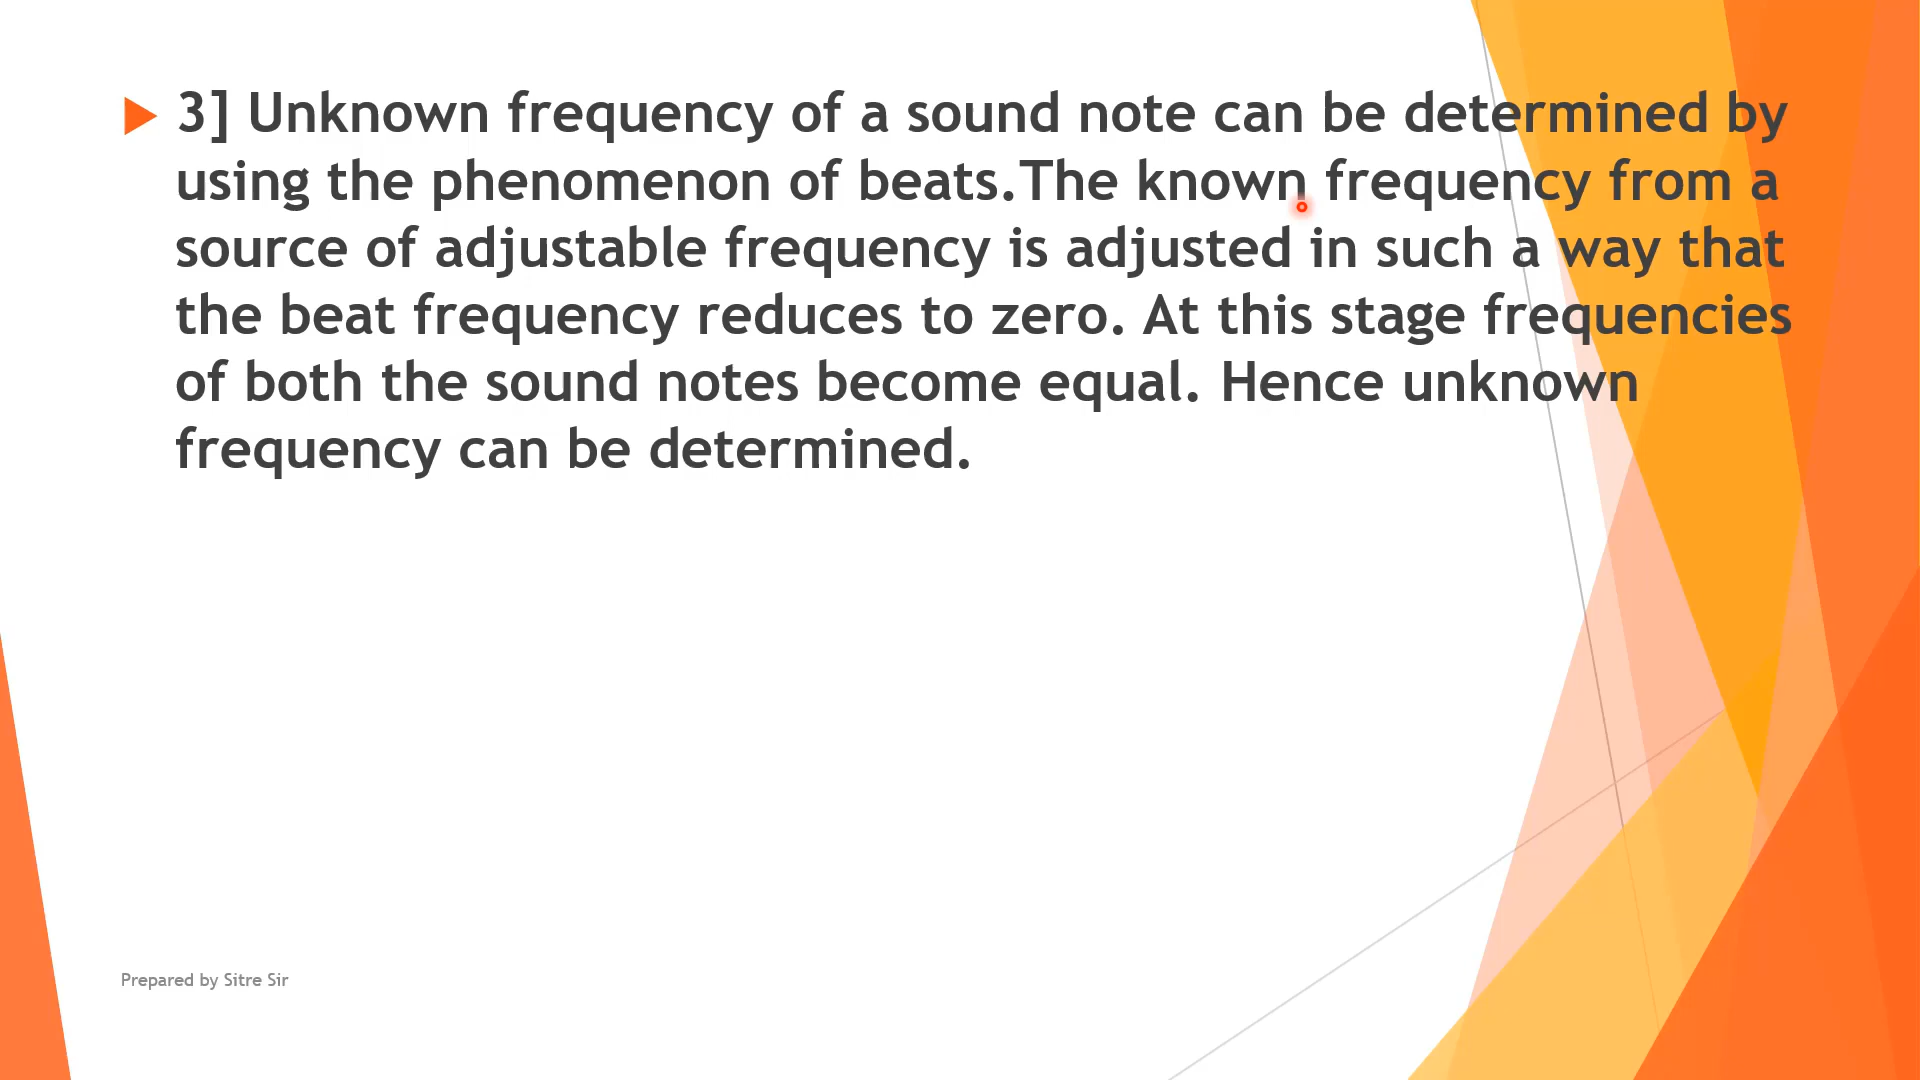 3] Unknown frequency of a sound note can be determined by
using the phenomenon of beats.The known frequency from a
source of adjustable frequency is adjusted in such a way that
the beat frequency reduces to zero. At this stage frequencies
of both the sound notes become equal. Hence unknown
frequency can be determined.
Prepared by Sitre Sir